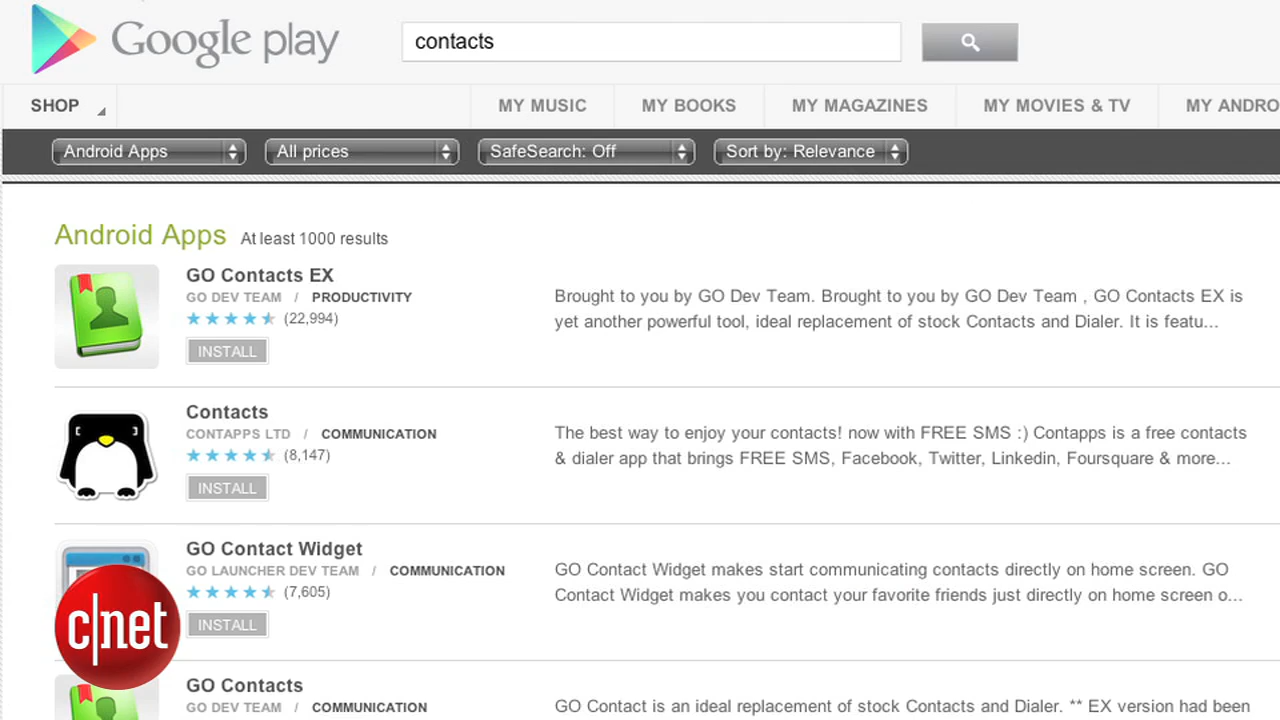 Google play
contacts
SHOP
MY MUSIC
MY BOOKS
MY MAGAZINES
MY MOVIES & TV
MY ANDRO
Android Apps
All prices
SafeSearch: Off
Sort by: Relevance
Android Apps At least 1000 results
GO Contacts EX
GO DEV TEAM / PRODUCTIVITY
(22,994)
INSTALL
Brought to you by GO Dev Team. Brought to you by GO Dev Team , GO Contacts EX is
yet another powerful tool, ideal replacement of stock Contacts and Dialer. It is featu...
Contacts
CONTAPPS LTD / COMMUNICATION
(8,147)
INSTALL
The best way to enjoy your contacts! now with FREE SMS :) Contapps is a free contacts
& dialer app that brings FREE SMS, Facebook, Twitter, Linkedin, Foursquare & more...
GO Contact Widget
GO LAUNCHER DEV TEAM / COMMUNICATION
(7,605)
INSTALL
GO Contact Widget makes start communicating contacts directly on home screen. GO
Contact Widget makes you contact your favorite friends just directly on home screen o...
c|net
GO Contacts
GO DEV TEAM / COMMUNICATION
GO Contact is an ideal replacement of stock Contacts and Dialer. ** EX version had been